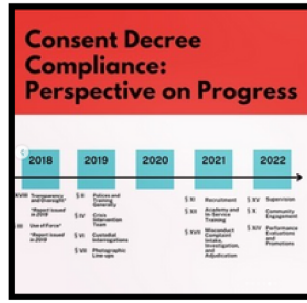 Consent Decree
Compliance:
Perspective on Progress
2018
2019
2020
2021
2022
XVIII Transparency
and Oversight*
*Report issued
in 2019
III "Use of Force"
*Report issued
in 2019
§ II Policies and
Training
Generally
§ IV Crisis
Intervention
Team
§ VI Custodial
Interrogations
§ VII Photographic
Line-ups
§ XI Recruitment
§ XII Academy and
In-Service
Training
§ XVII Misconduct
Complaint
Intake,
Investigation,
and
Adjudication
§ XV Supervision
§ X Community
Engagement
§ XIV Performance
Evaluations
and
Promotions